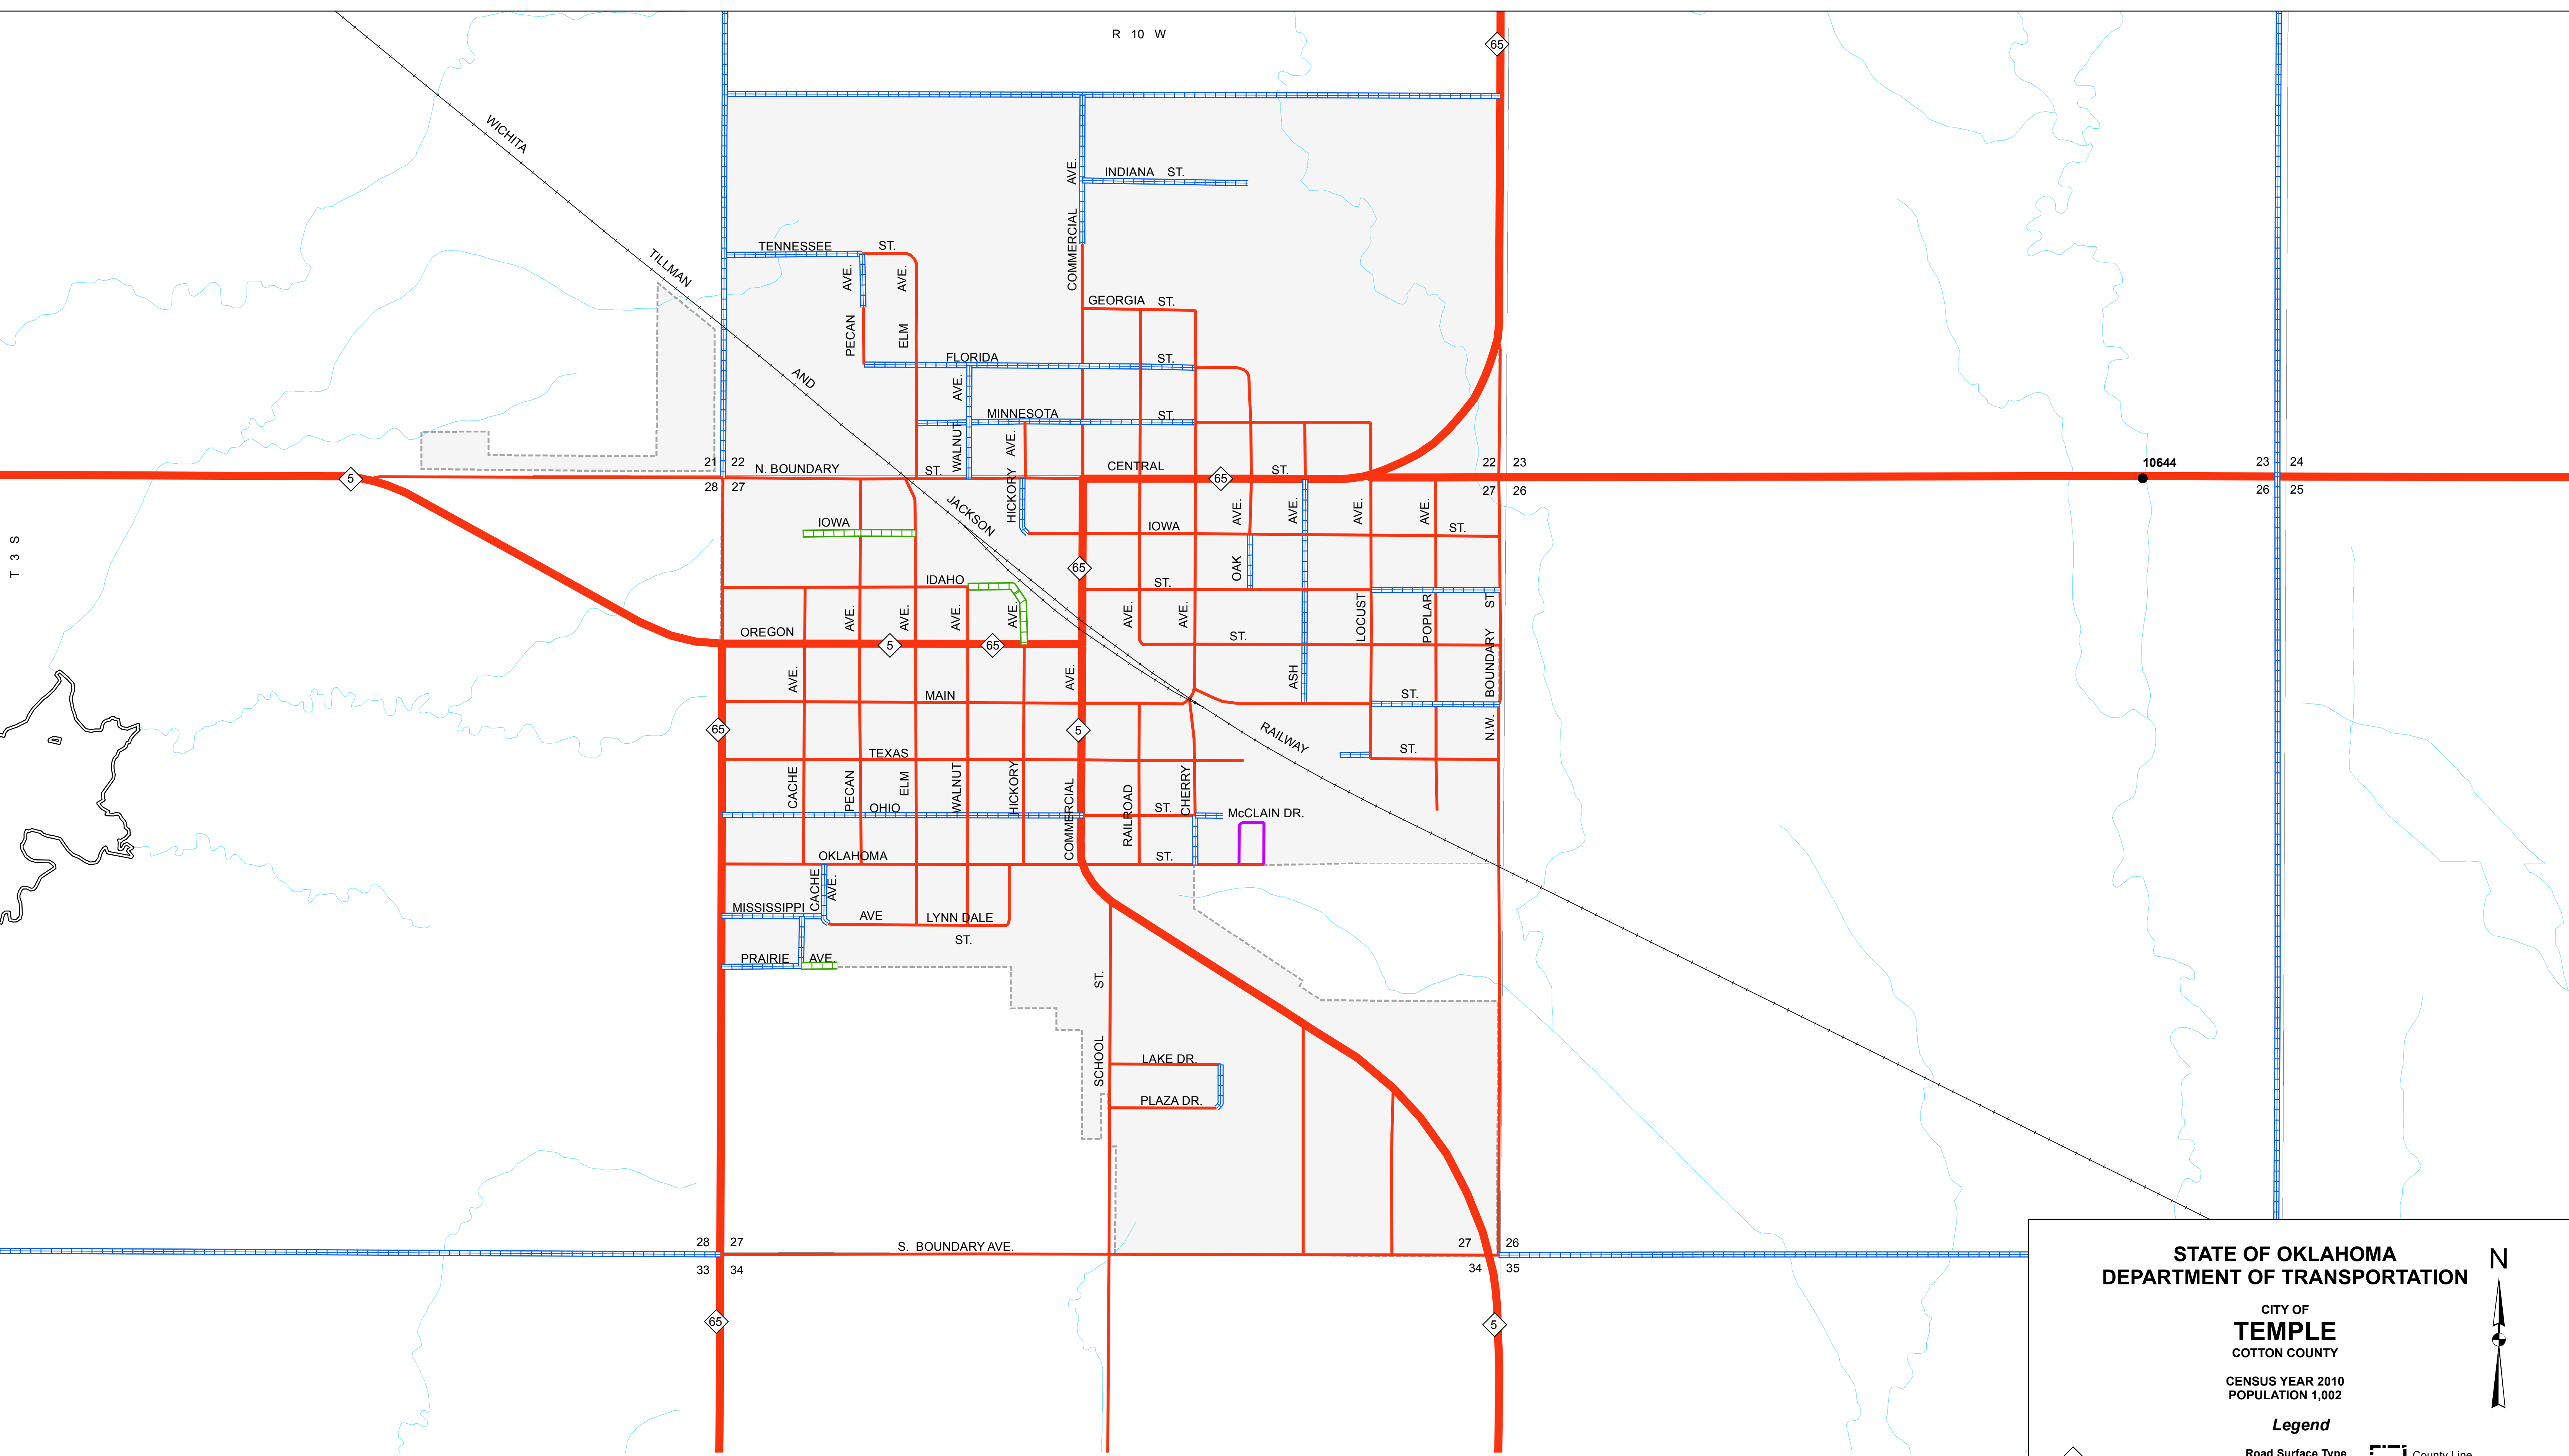 R 10 W
65
WICHITA
AVE.
INDIANA ST.
COMMERCIAL
TENNESSEE ST.
TILLMAN
AVE.
AVE.
GEORGIA ST.
PECAN
ELM
FLORIDA ST.
AND
AVE.
MINNESOTA ST.
WALNUT
AVE.
21 22
N. BOUNDARY ST.
CENTRAL ST.
22 23
10644
23 24
5
65
28 27
27 26
26 25
HICKORY
JACKSON
AVE.
AVE.
AVE.
AVE.
IOWA
IOWA ST.
T 3 S
65
OAK
IDAHO ST.
AVE.
AVE.
AVE.
AVE.
AVE.
AVE.
LOCUST
POPLAR
ST.
OREGON ST.
5
65
AVE.
AVE.
ASH
N.W. BOUNDARY
MAIN ST.
65
5
RAILWAY
TEXAS ST.
CACHE
PECAN
ELM
WALNUT
HICKORY
COMMERCIAL
RAILROAD
CHERRY
OHIO ST.
McCLAIN DR.
OKLAHOMA ST.
CACHE
AVE.
MISSISSIPPI AVE
LYNN DALE
ST.
PRAIRIE AVE.
ST.
SCHOOL
LAKE DR.
PLAZA DR.
28 27
S. BOUNDARY AVE.
27 26
33 34
34 35
65
5
STATE OF OKLAHOMA
DEPARTMENT OF TRANSPORTATION
N
CITY OF
TEMPLE
COTTON COUNTY
CENSUS YEAR 2010
POPULATION 1,002
Legend
Road Surface Type
County Line